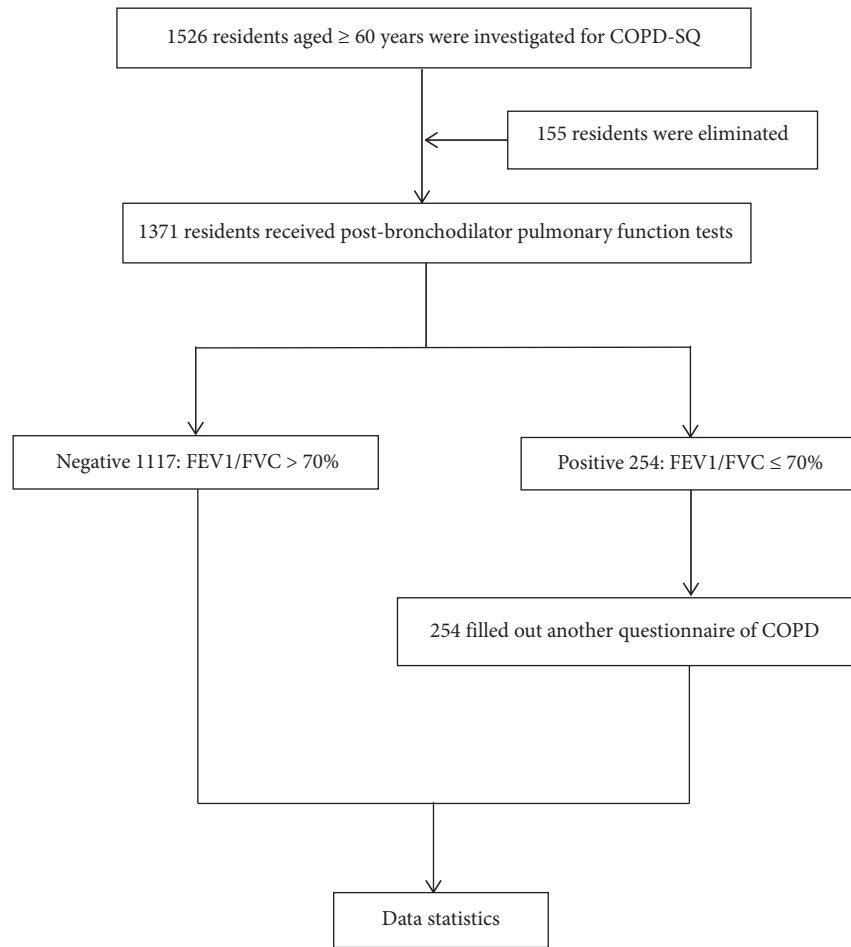 1526 residents aged ≥ 60 years were investigated for COPD-SQ
155 residents were eliminated
1371 residents received post-bronchodilator pulmonary function tests
Negative 1117: FEV1/FVC > 70%
Positive 254: FEV1/FVC ≤ 70%
254 filled out another questionnaire of COPD
Data statistics